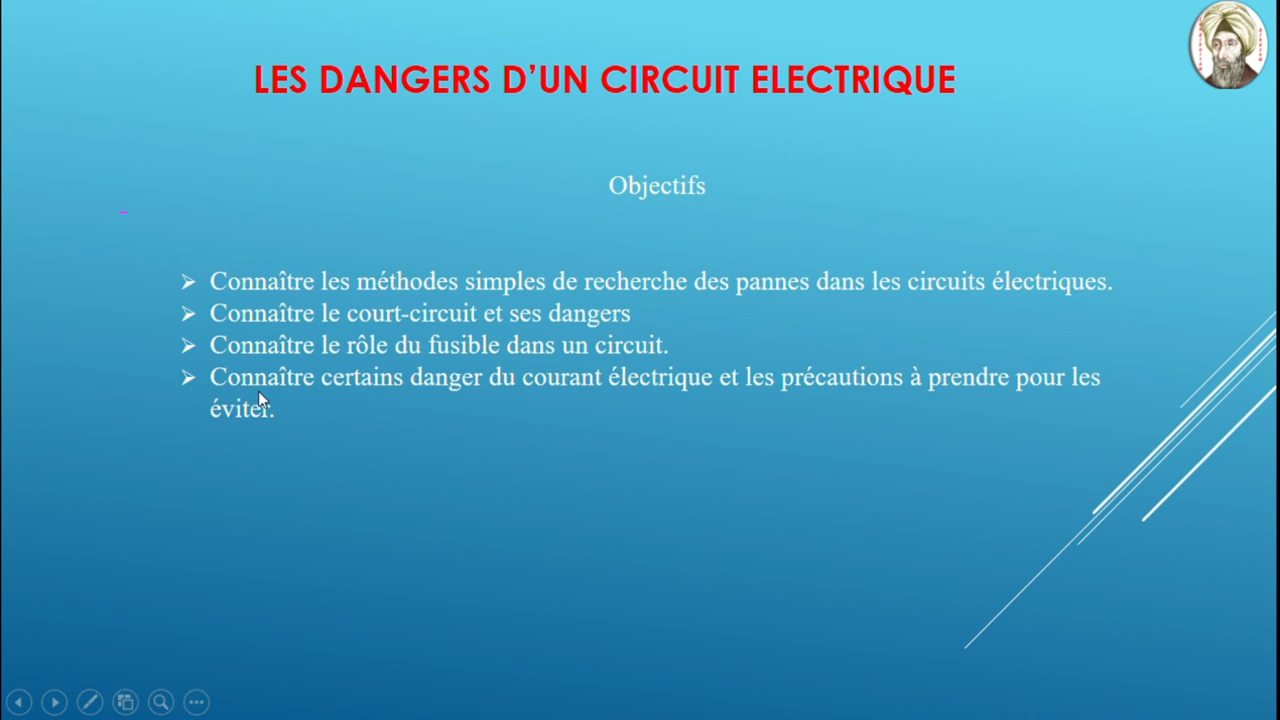 LES DANGERS D’UN CIRCUIT ELECTRIQUE
Objectifs
➢ Connaître les méthodes simples de recherche des pannes dans les circuits électriques.
➢ Connaître le court-circuit et ses dangers
➢ Connaître le rôle du fusible dans un circuit.
➢ Connaître certains danger du courant électrique et les précautions à prendre pour les
éviter.